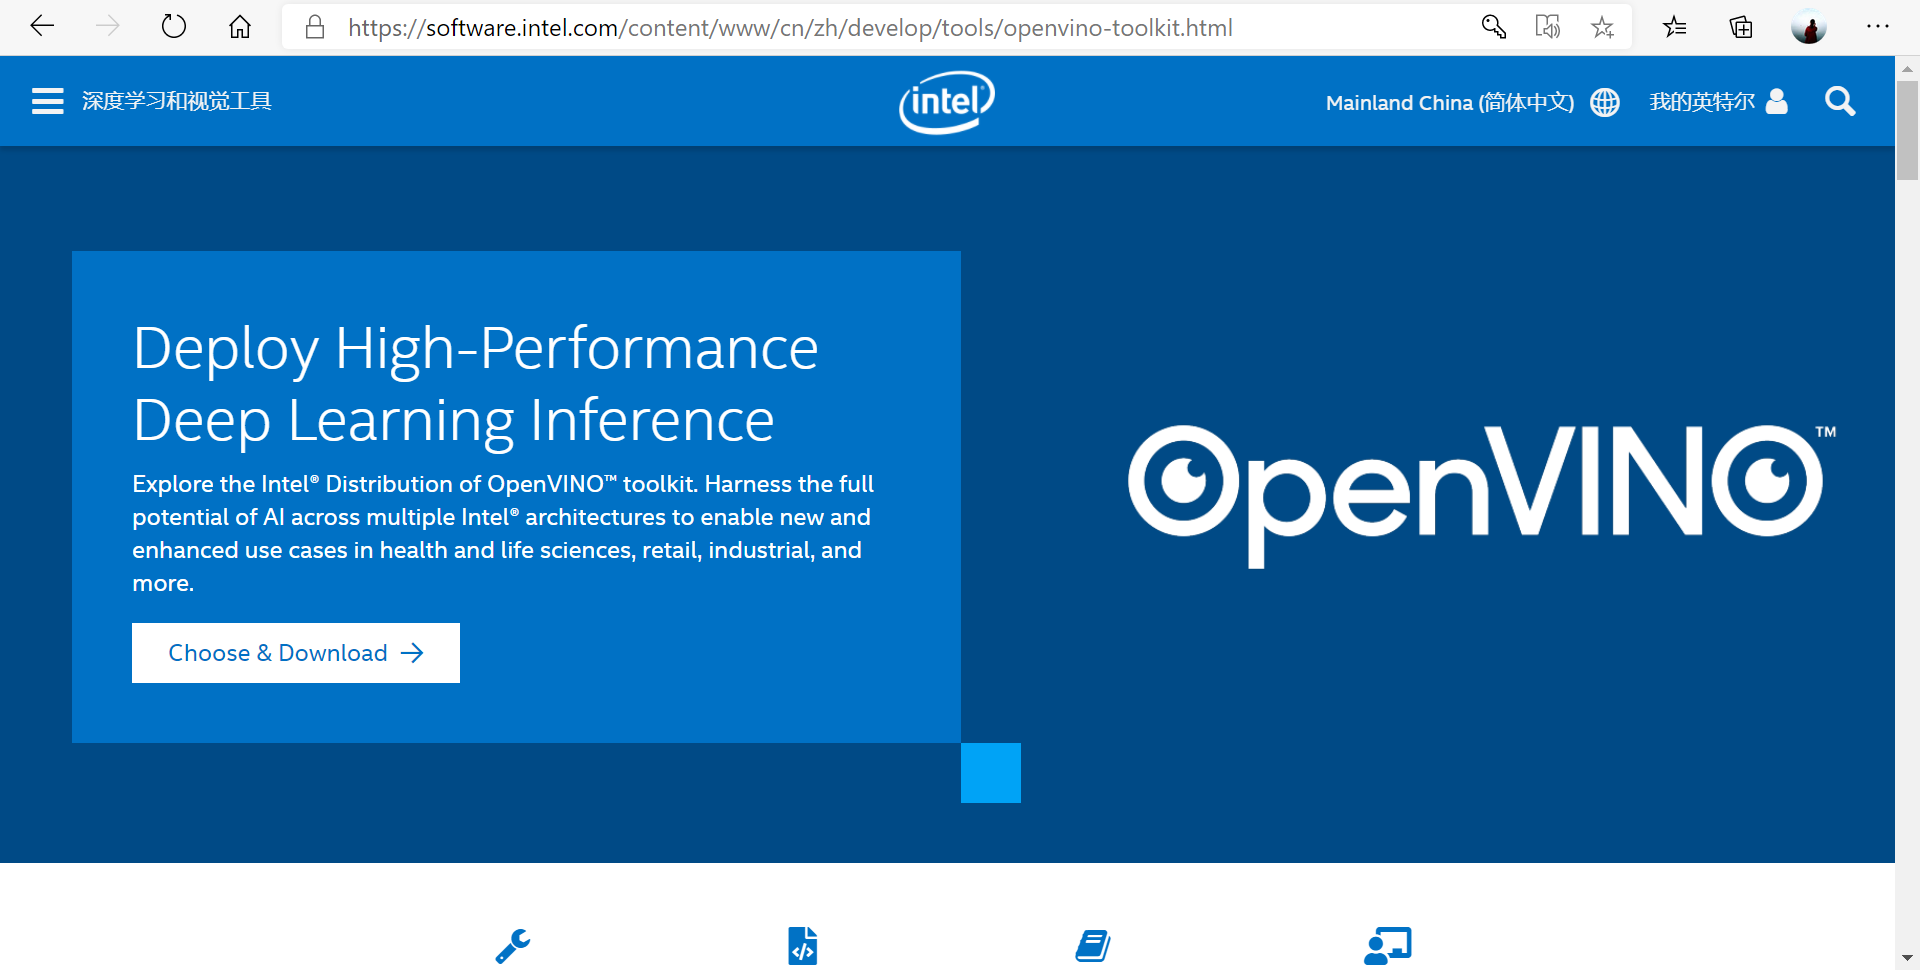 https://software.intel.com/content/www/cn/zh/develop/tools/openvino-toolkit.html
深度学习和视觉工具
intel
Mainland China (简体中文)
我的英特尔
Deploy High-Performance
Deep Learning Inference
Explore the Intel® Distribution of OpenVINO™ toolkit. Harness the full
potential of AI across multiple Intel® architectures to enable new and
enhanced use cases in health and life sciences, retail, industrial, and
more.
Choose & Download →
OpenVINO™